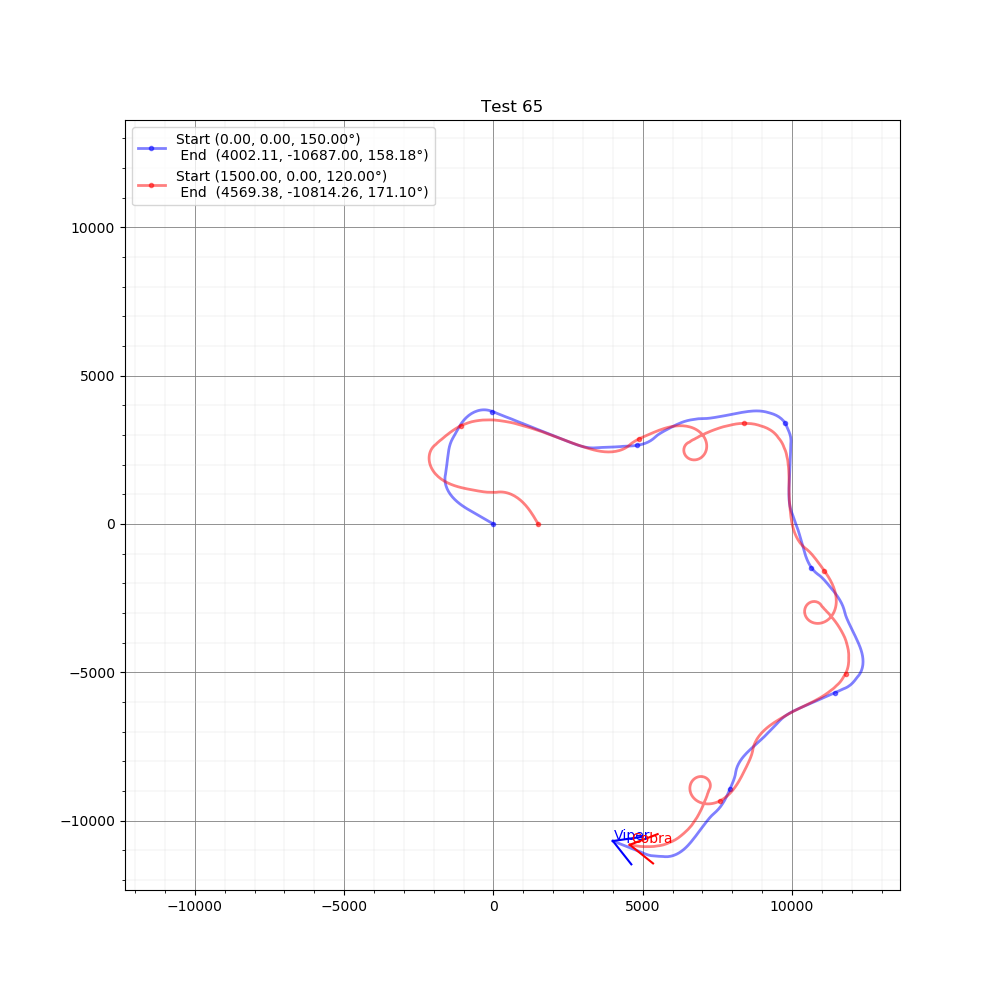 Test 65
Start (0.00, 0.00, 150.00°)
End (4002.11, -10687.00, 158.18°)
Start (1500.00, 0.00, 120.00°)
End (4569.38, -10814.26, 171.10°)
10000
5000
0
−5000
−10000
Viper
Cobra
−10000 −5000 0 5000 10000